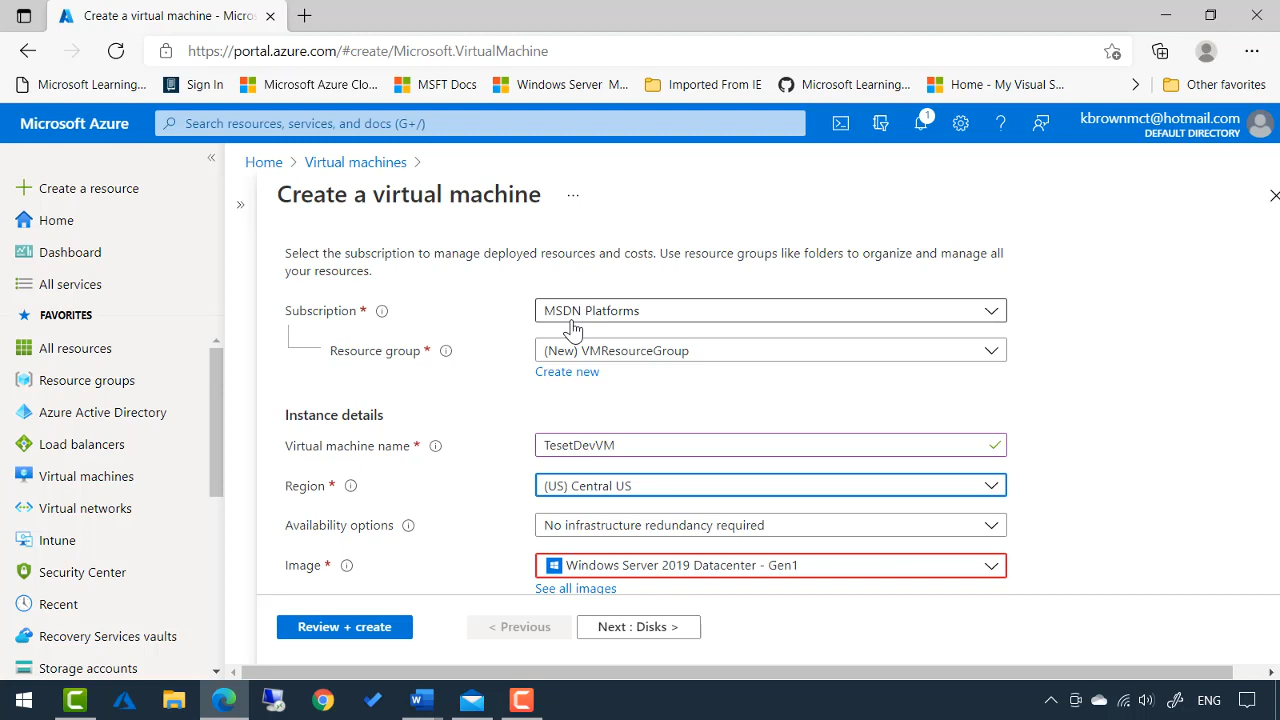 Create a virtual machine - Micros
https://portal.azure.com/#create/Microsoft.VirtualMachine
Microsoft Learning,...
Sign In
Microsoft Azure Clo...
MSFT Docs
Windows Server M...
Imported From IE
Microsoft Learning,...
Home - My Visual S...
Other favorites
Microsoft Azure
Search resources, services, and docs (G+/)
1
kbrownmct@hotmail.com
DEFAULT DIRECTORY
Create a resource
Home
Dashboard
All services
FAVORITES
All resources
Resource groups
Azure Active Directory
Load balancers
Virtual machines
Virtual networks
Intune
Security Center
Recent
Recovery Services vaults
Storage accounts
Home > Virtual machines >
Create a virtual machine ...
Select the subscription to manage deployed resources and costs. Use resource groups like folders to organize and manage all
your resources.
Subscription *
MSDN Platforms
Resource group *
(New) VMResourceGroup
Create new
Instance details
Virtual machine name *
TesetDevVM
Region *
(US) Central US
Availability options
No infrastructure redundancy required
Image *
Windows Server 2019 Datacenter - Gen1
See all images
Review + create
< Previous
Next : Disks >
ENG